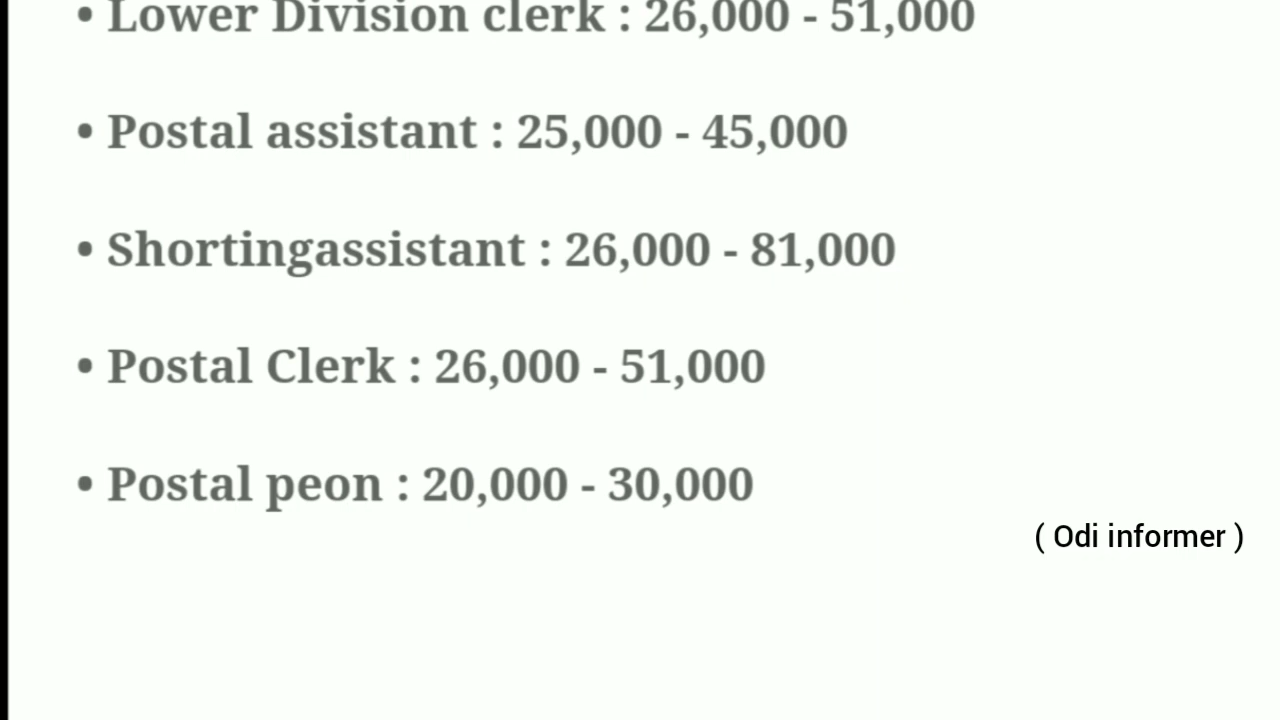 • Lower Division clerk : 26,000 - 51,000
• Postal assistant : 25,000 - 45,000
• Shortingassistant : 26,000 - 81,000
• Postal Clerk : 26,000 - 51,000
• Postal peon : 20,000 - 30,000
( Odi informer )